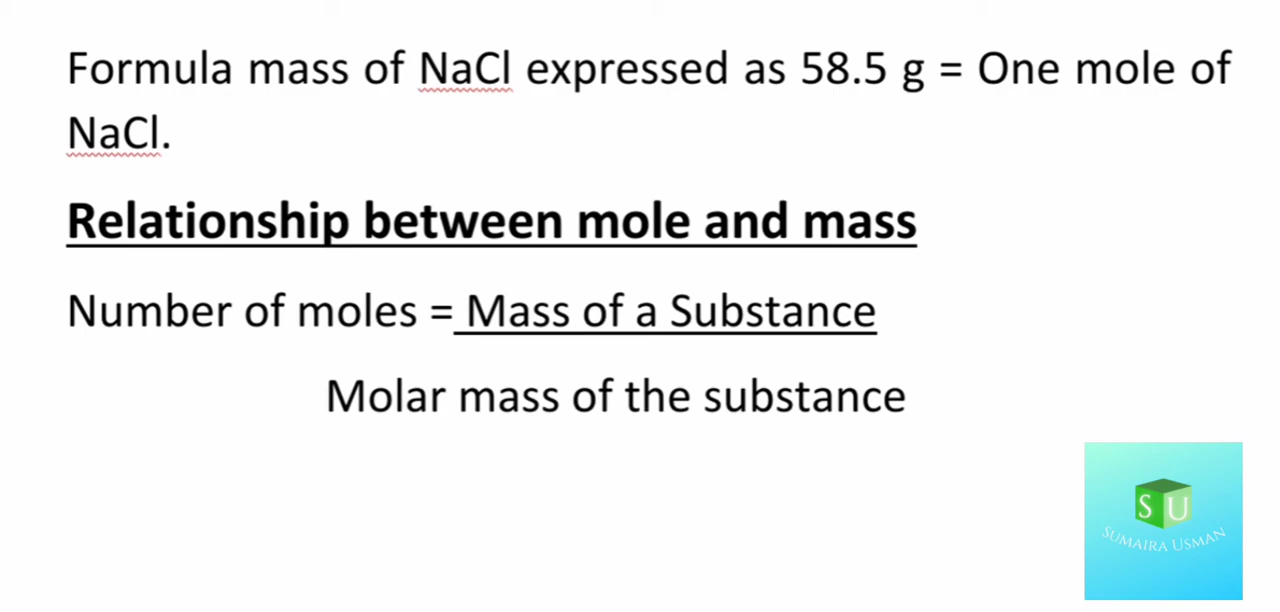 Formula mass of NaCl expressed as 58.5 g = One mole of
NaCl.
Relationship between mole and mass
Number of moles = Mass of a Substance
Molar mass of the substance
S U
SUMAIRA USMAN